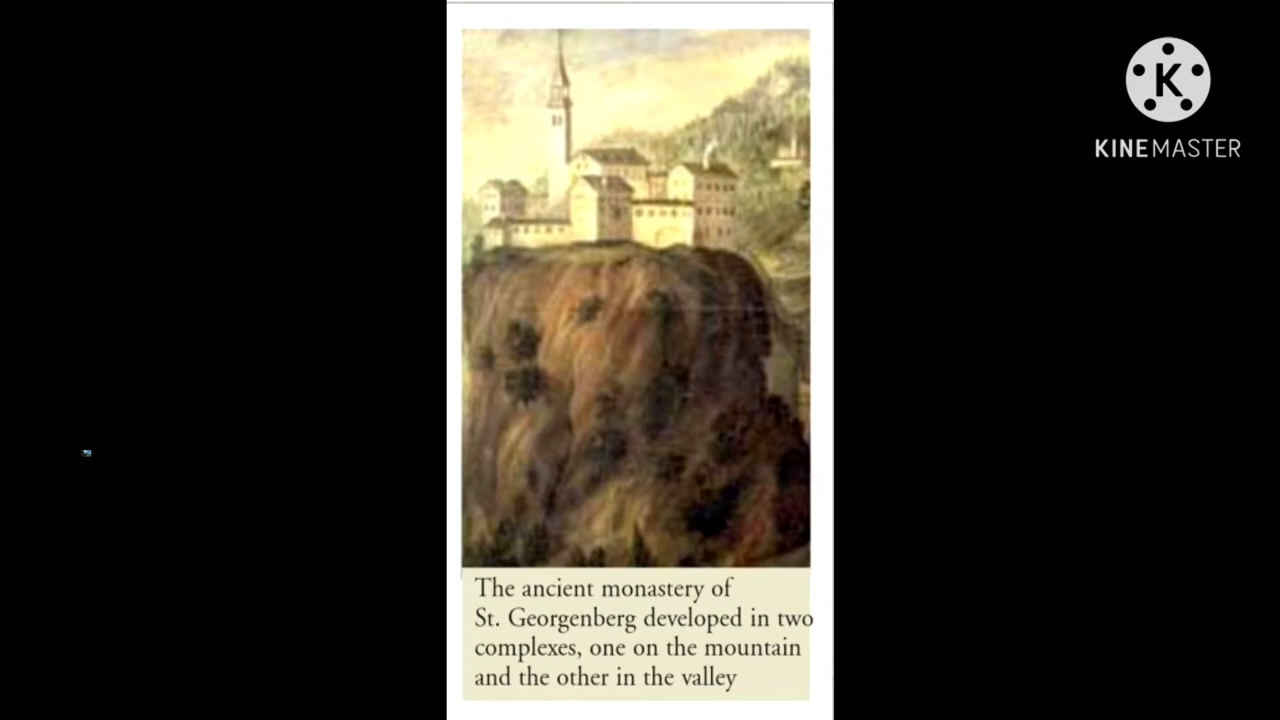 K
KINEMASTER
The ancient monastery of
St. Georgenberg developed in two
complexes, one on the mountain
and the other in the valley